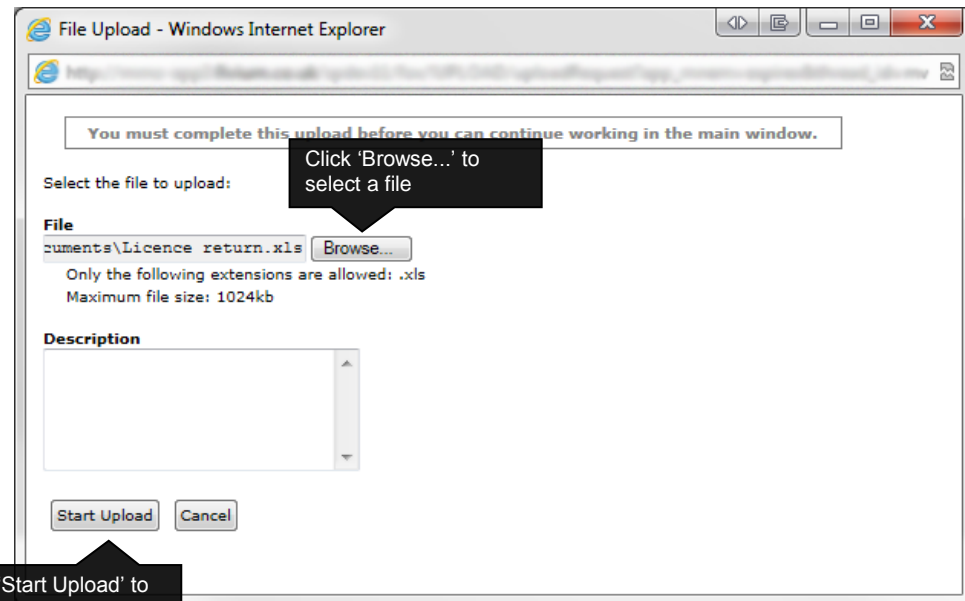 File Upload - Windows Internet Explorer
You must complete this upload before you can continue working in the main window.
Click ‘Browse...’ to
select a file
Select the file to upload:
File
cuments\Licence return.xls Browse...
Only the following extensions are allowed: .xls
Maximum file size: 1024kb
Description
Start Upload Cancel
Start Upload’ to